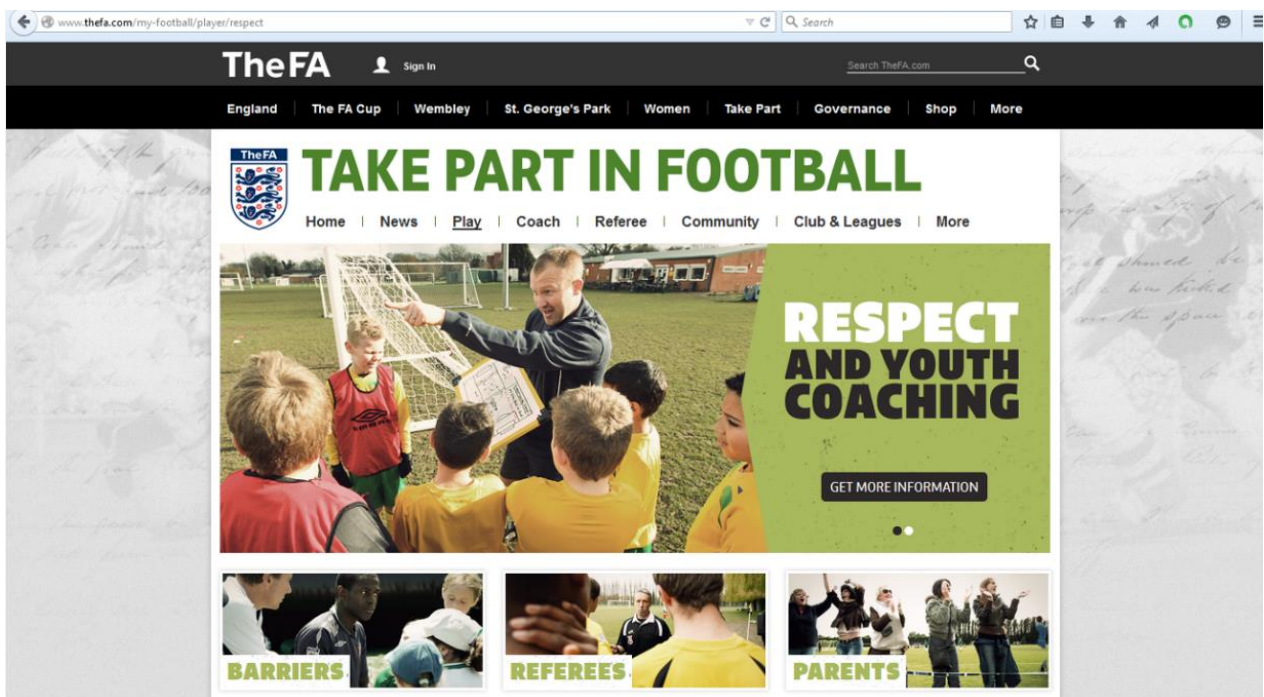 www.thefa.com/my-football/player/respect
Search
TheFA
Sign In
Search TheFA.com
England
The FA Cup
Wembley
St. George's Park
Women
Take Part
Governance
Shop
More
TheFA
TAKE PART IN FOOTBALL
Home
News
Play
Coach
Referee
Community
Club & Leagues
More
RESPECT
AND YOUTH
COACHING
GET MORE INFORMATION
BARRIERS
REFEREES
PARENTS